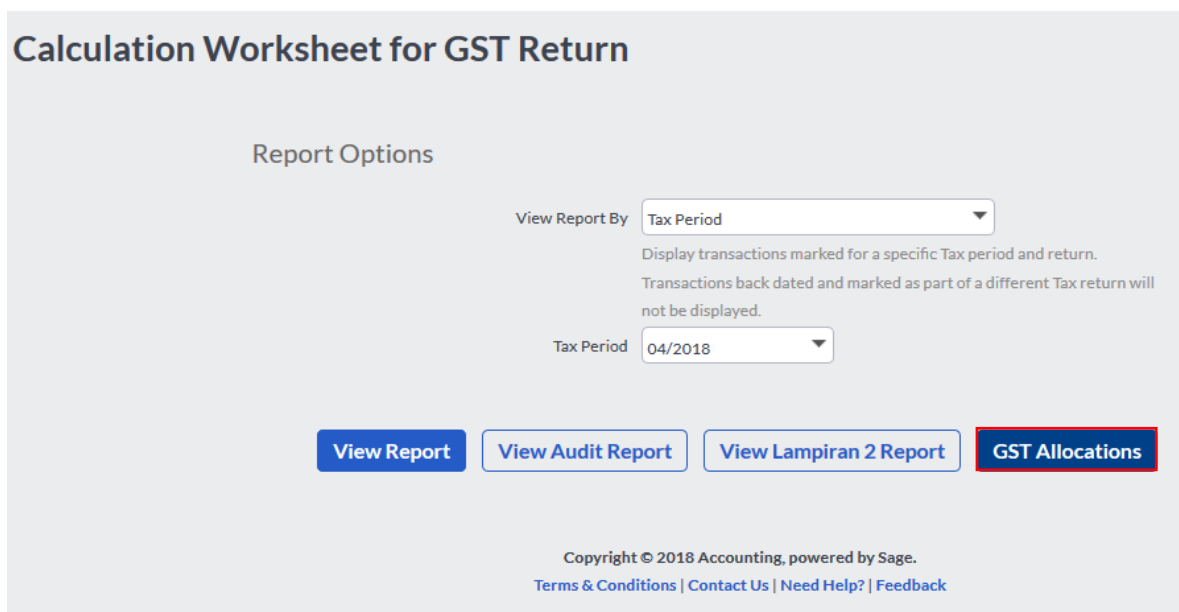 Calculation Worksheet for GST Return
Report Options
View Report By Tax Period
Display transactions marked for a specific Tax period and return.
Transactions back dated and marked as part of a different Tax return will
not be displayed.
Tax Period 04/2018
View Report View Audit Report View Lampiran 2 Report GST Allocations
Copyright © 2018 Accounting, powered by Sage.
Terms & Conditions | Contact Us | Need Help? | Feedback